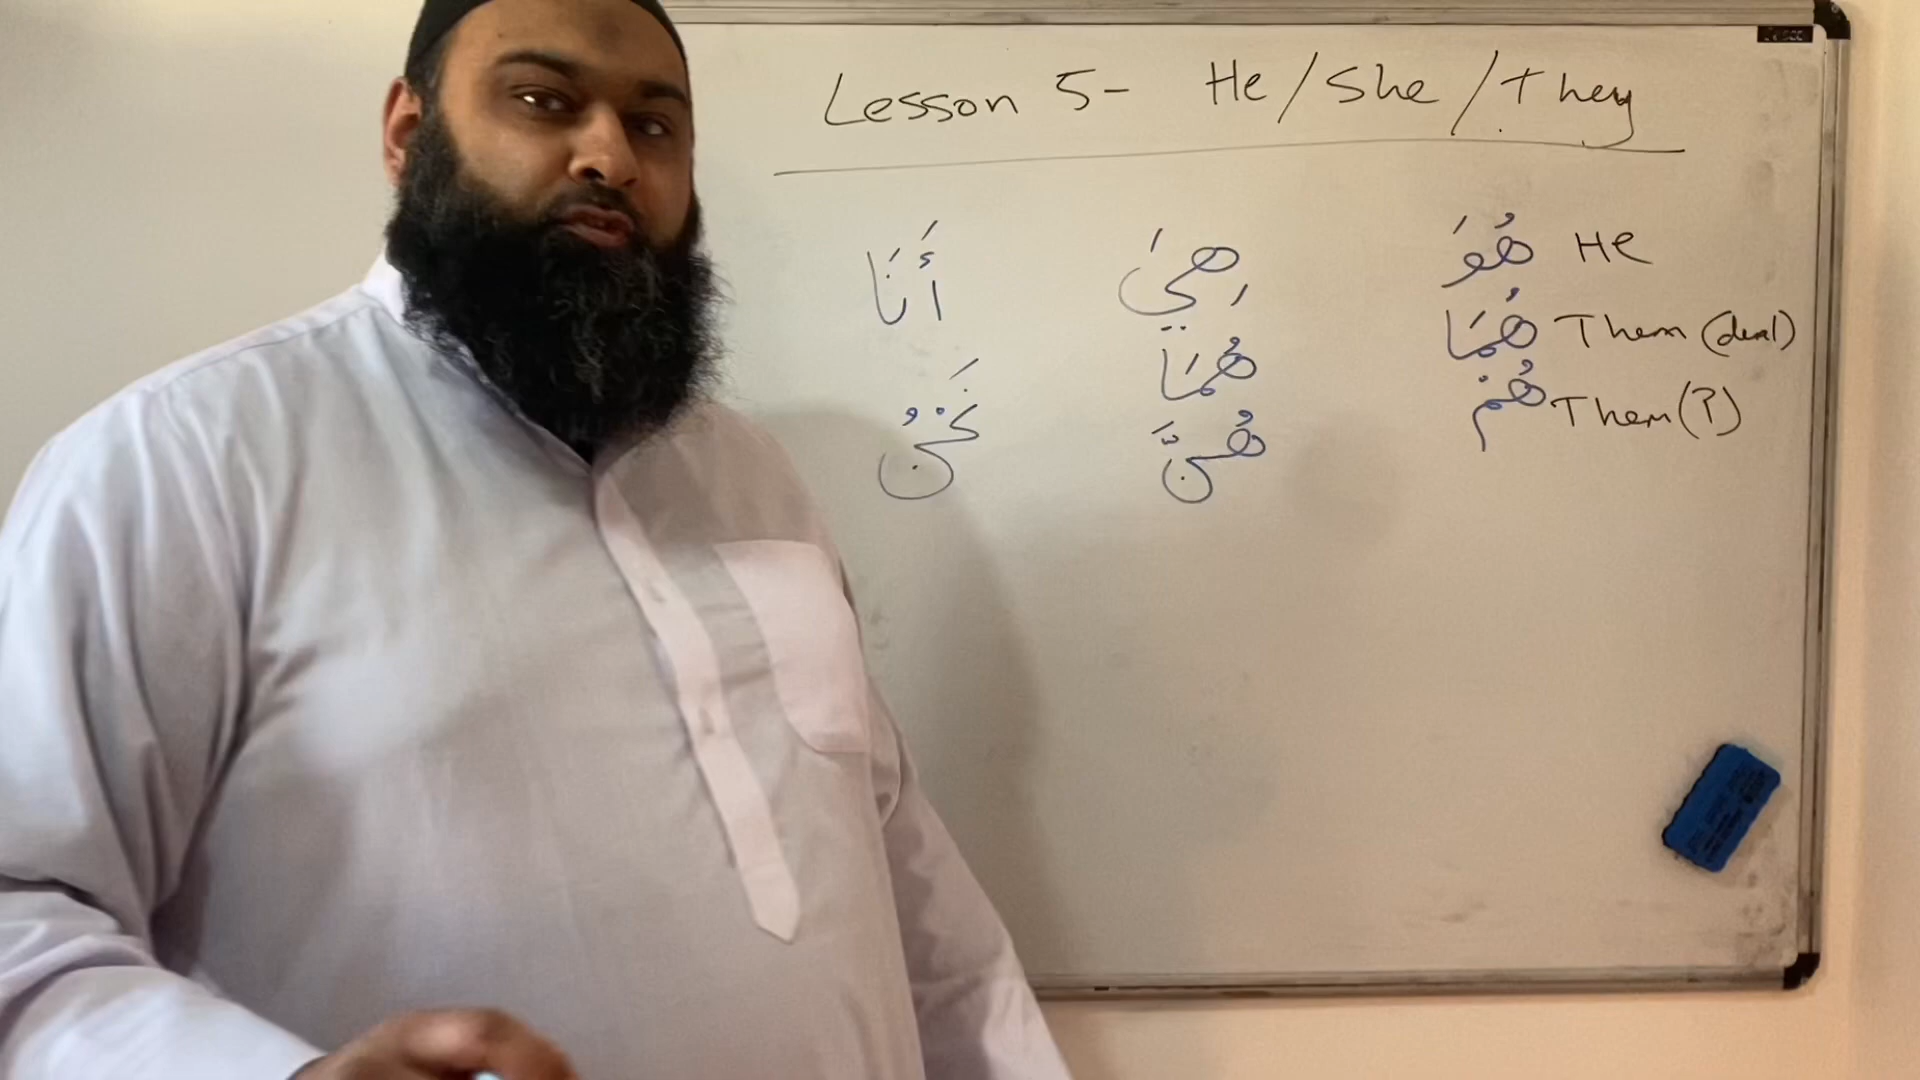 Lesson 5- He/She/They
هُوَ He
هُمَا Them (dual)
هُمْ Them (P)
هِيَ
هُمَا
هُنَّ
أَنَا
نَحْنُ